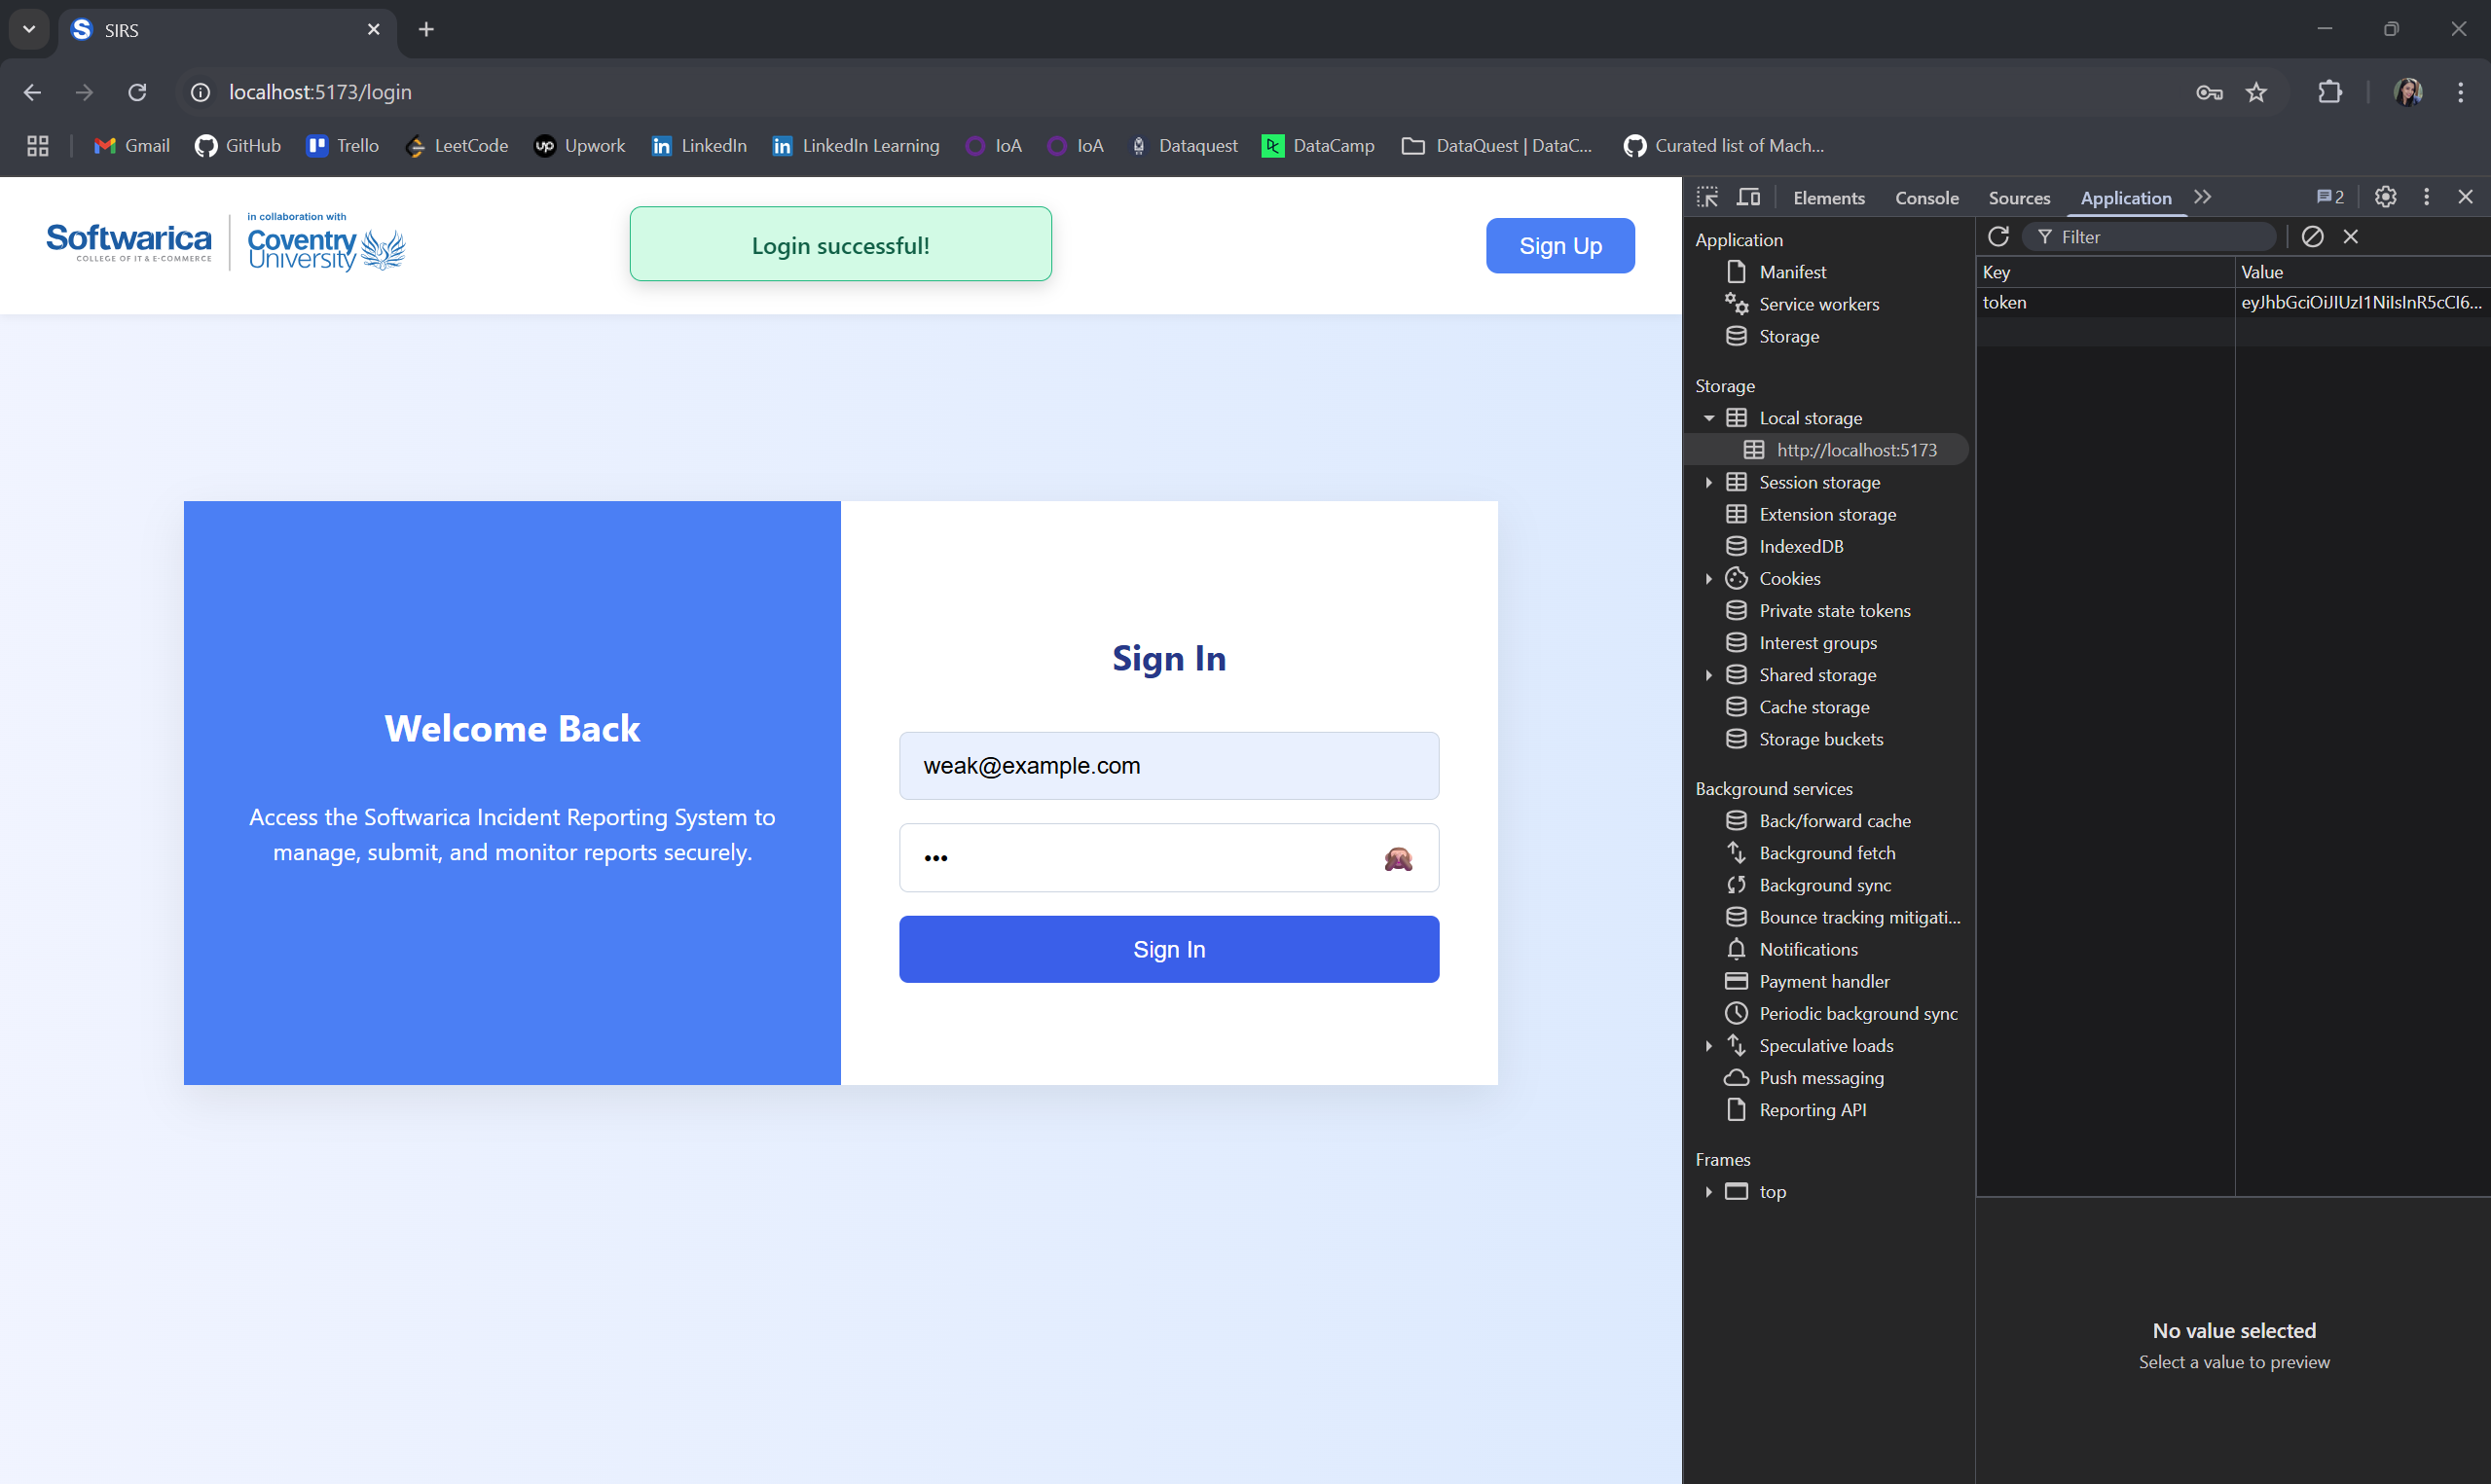 SIRS
localhost:5173/login
Gmail
GitHub
Trello
LeetCode
Upwork
LinkedIn
LinkedIn Learning
IoA
IoA
Dataquest
DataCamp
DataQuest | DataC...
Curated list of Mach...
Softwarica
COLLEGE OF IT & E-COMMERCE
in collaboration with
Coventry
University
Login successful!
Sign Up
Welcome Back
Access the Softwarica Incident Reporting System to
manage, submit, and monitor reports securely.
Sign In
weak@example.com
•••
Sign In
Elements
Console
Sources
Application
2
Application
Manifest
Service workers
Storage
Storage
Local storage
http://localhost:5173
Session storage
Extension storage
IndexedDB
Cookies
Private state tokens
Interest groups
Shared storage
Cache storage
Storage buckets
Background services
Back/forward cache
Background fetch
Background sync
Bounce tracking mitigati...
Notifications
Payment handler
Periodic background sync
Speculative loads
Push messaging
Reporting API
Frames
top
Filter
Key Value
token eyJhbGciOiJIUzI1NiIsInR5cCI6...
No value selected
Select a value to preview